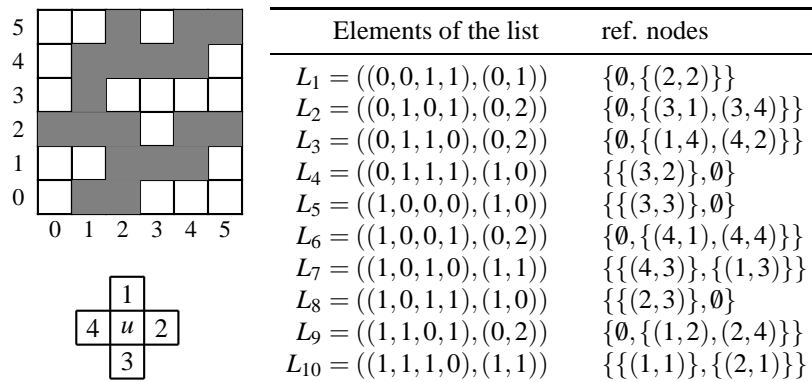 5
4
3
2
1
0
0 1 2 3 4 5
1
4 u 2
3
Elements of the list ref. nodes
L₁ = ((0,0,1,1),(0,1)) {∅,{(2,2)}}
L₂ = ((0,1,0,1),(0,2)) {∅,{(3,1),(3,4)}}
L₃ = ((0,1,1,0),(0,2)) {∅,{(1,4),(4,2)}}
L₄ = ((0,1,1,1),(1,0)) {{(3,2)},∅}
L₅ = ((1,0,0,0),(1,0)) {{(3,3)},∅}
L₆ = ((1,0,0,1),(0,2)) {∅,{(4,1),(4,4)}}
L₇ = ((1,0,1,0),(1,1)) {{(4,3)},{(1,3)}}
L₈ = ((1,0,1,1),(1,0)) {{(2,3)},∅}
L₉ = ((1,1,0,1),(0,2)) {∅,{(1,2),(2,4)}}
L₁₀ = ((1,1,1,0),(1,1)) {{(1,1)},{(2,1)}}